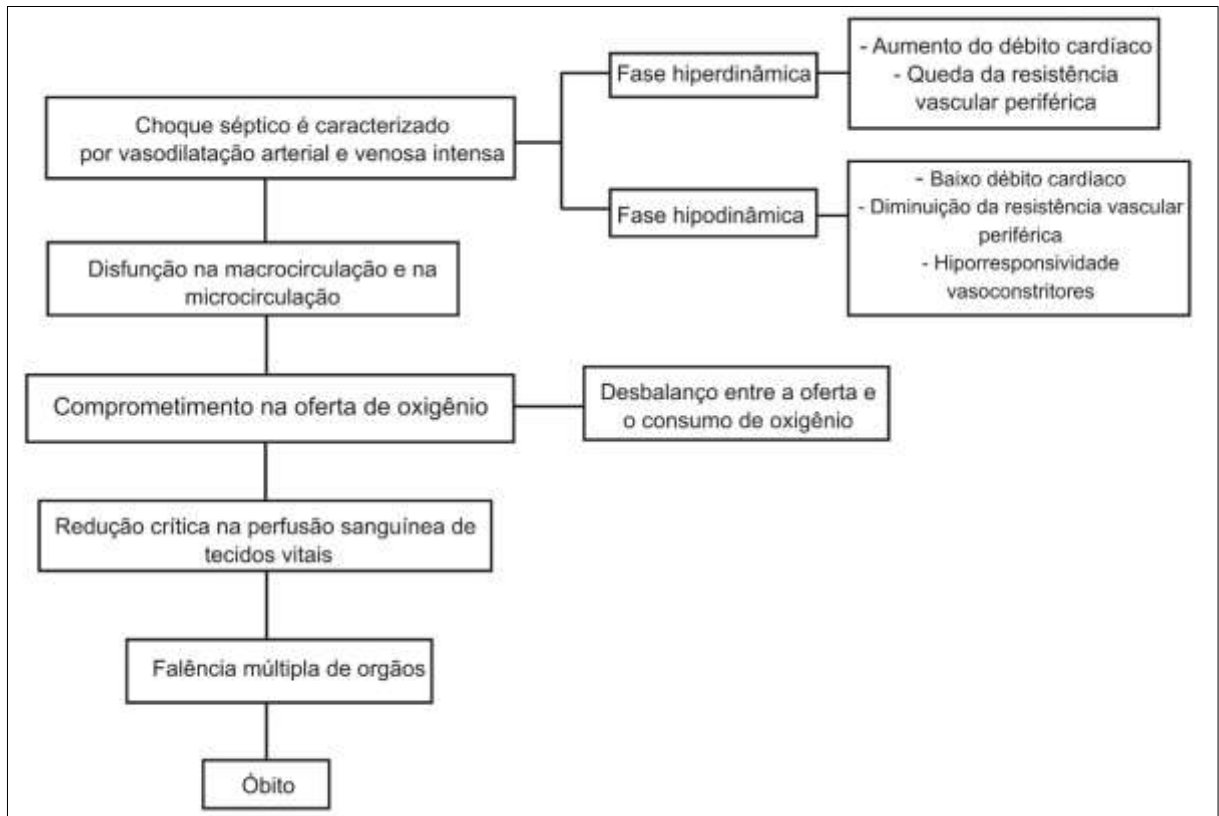 Choque séptico é caracterizado
por vasodilatação arterial e venosa intensa
Fase hiperdinâmica
- Aumento do débito cardíaco
- Queda da resistência
vascular periférica
Fase hipodinâmica
- Baixo débito cardíaco
- Diminuição da resistência vascular
periférica
- Hiporresponsividade
vasoconstritores
Disfunção na macrocirculação e na
microcirculação
Comprometimento na oferta de oxigênio
Desbalanço entre a oferta e
o consumo de oxigênio
Redução crítica na perfusão sanguínea de
tecidos vitais
Falência múltipla de orgãos
Óbito